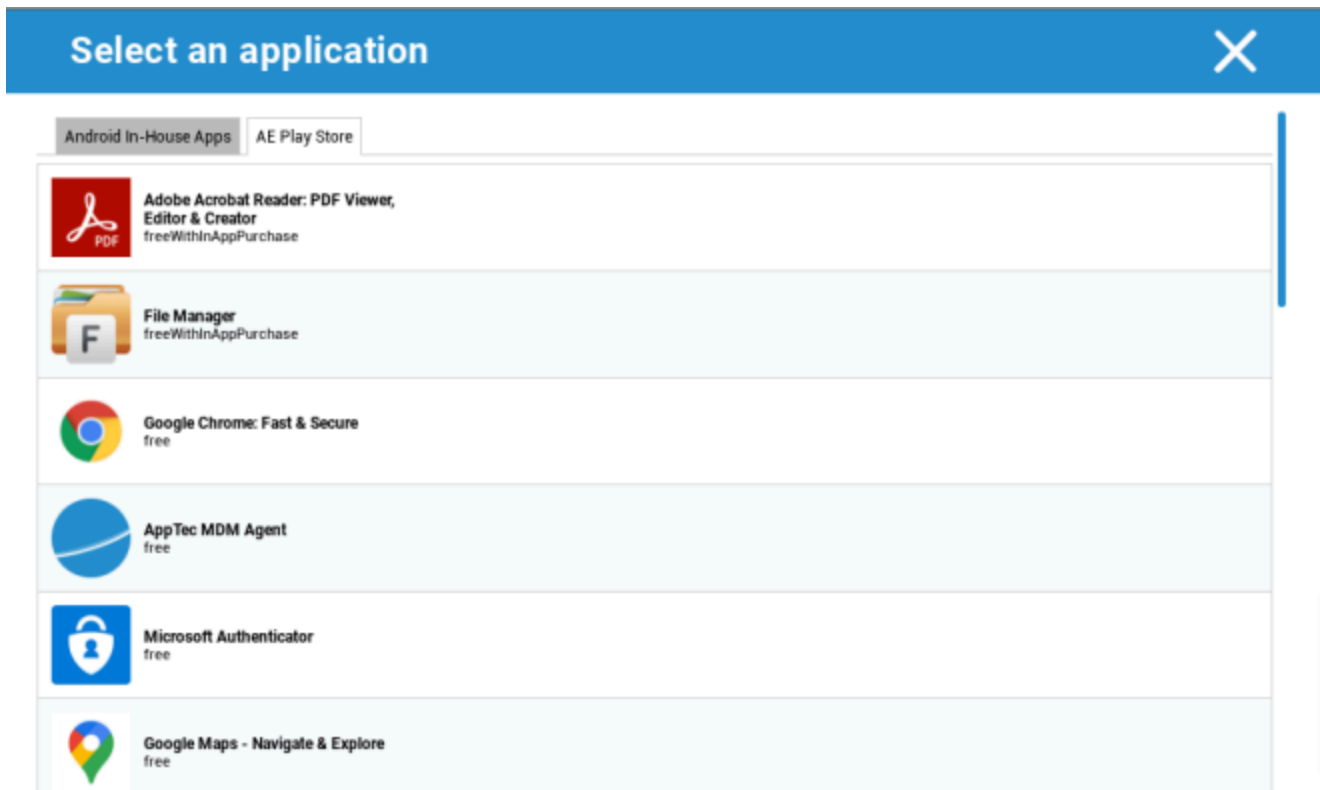 Select an application
Android In-House Apps
AE Play Store
Adobe Acrobat Reader: PDF Viewer,
Editor & Creator
freeWithInAppPurchase
PDF
File Manager
freeWithInAppPurchase
F
Google Chrome: Fast & Secure
free
AppTec MDM Agent
free
Microsoft Authenticator
free
Google Maps - Navigate & Explore
free